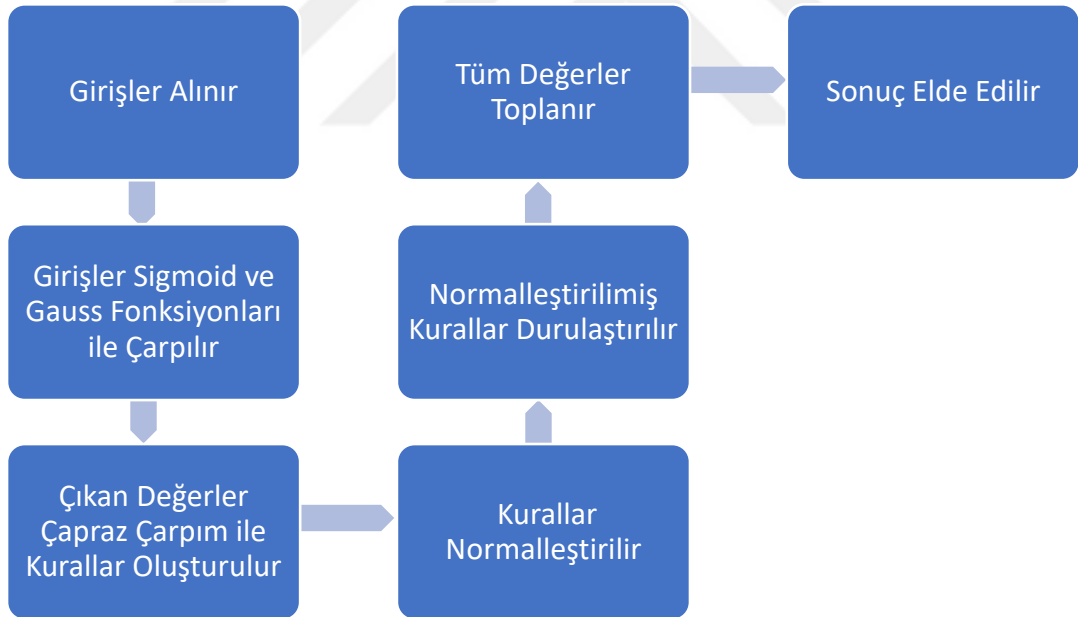 Girişler Alınır
Girişler Sigmoid ve
Gauss Fonksiyonları
ile Çarpılır
Çıkan Değerler
Çapraz Çarpım ile
Kurallar Oluşturulur
Kurallar
Normalleştirilir
Normalleştirilimiş
Kurallar Durulaştırılır
Tüm Değerler
Toplanır
Sonuç Elde Edilir